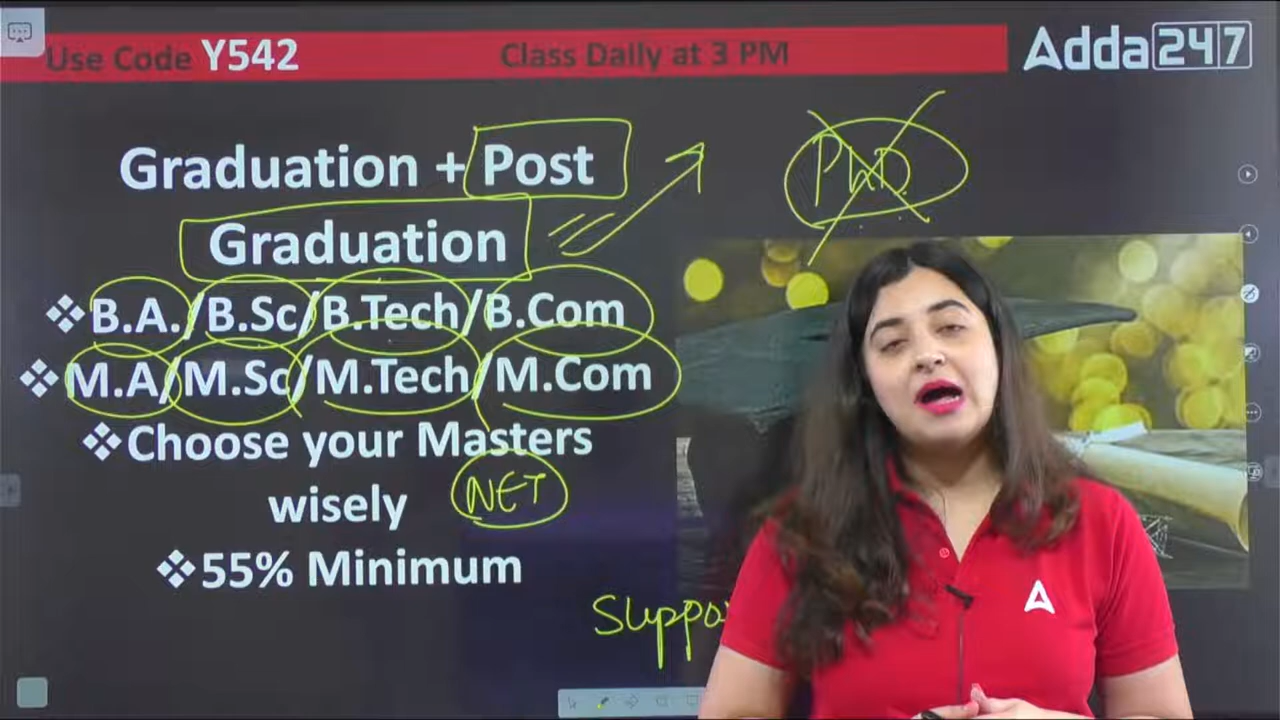 Use Code Y542 Class Daily at 3 PM Adda247
Graduation + Post
Graduation
PhD
❖B.A./B.Sc/B.Tech/B.Com
❖M.A/M.Sc/M.Tech/M.Com
❖Choose your Masters
wisely
NET
❖55% Minimum